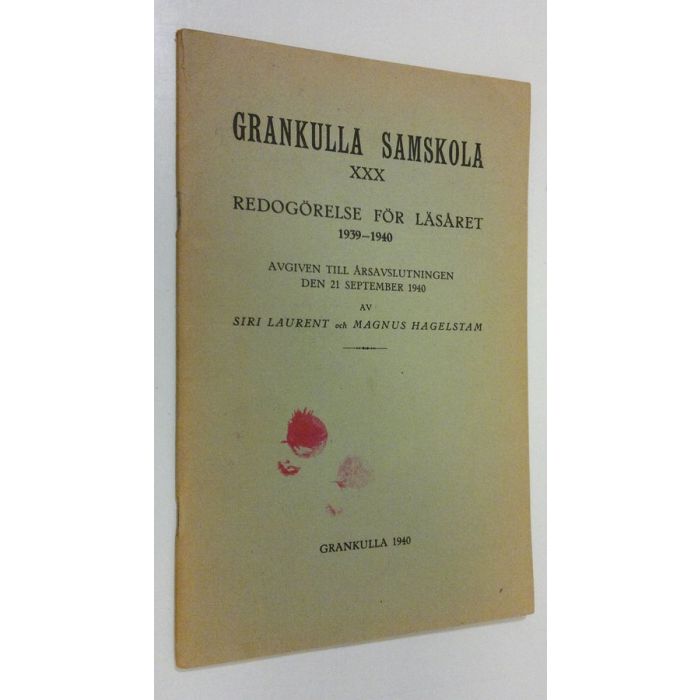 GRANKULLA SAMSKOLA
XXX
REDOGÖRELSE FÖR LÄSÅRET
1939—1940
AVGIVEN TILL ÅRSAVSLUTNINGEN
DEN 21 SEPTEMBER 1940
AV
SIRI LAURENT och MAGNUS HAGELSTAM
GRANKULLA 1940